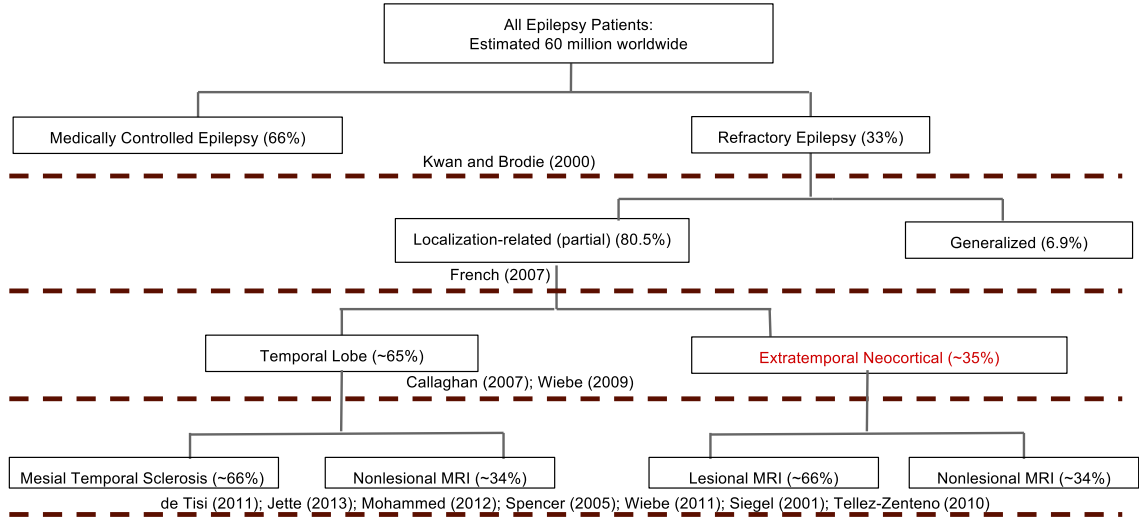 All Epilepsy Patients:
Estimated 60 million worldwide
Medically Controlled Epilepsy (66%)
Refractory Epilepsy (33%)
Kwan and Brodie (2000)
Localization-related (partial) (80.5%)
Generalized (6.9%)
French (2007)
Temporal Lobe (~65%)
Extratemporal Neocortical (~35%)
Callaghan (2007); Wiebe (2009)
Mesial Temporal Sclerosis (~66%)
Nonlesional MRI (~34%)
Lesional MRI (~66%)
Nonlesional MRI (~34%)
de Tisi (2011); Jette (2013); Mohammed (2012); Spencer (2005); Wiebe (2011); Siegel (2001); Tellez-Zenteno (2010)